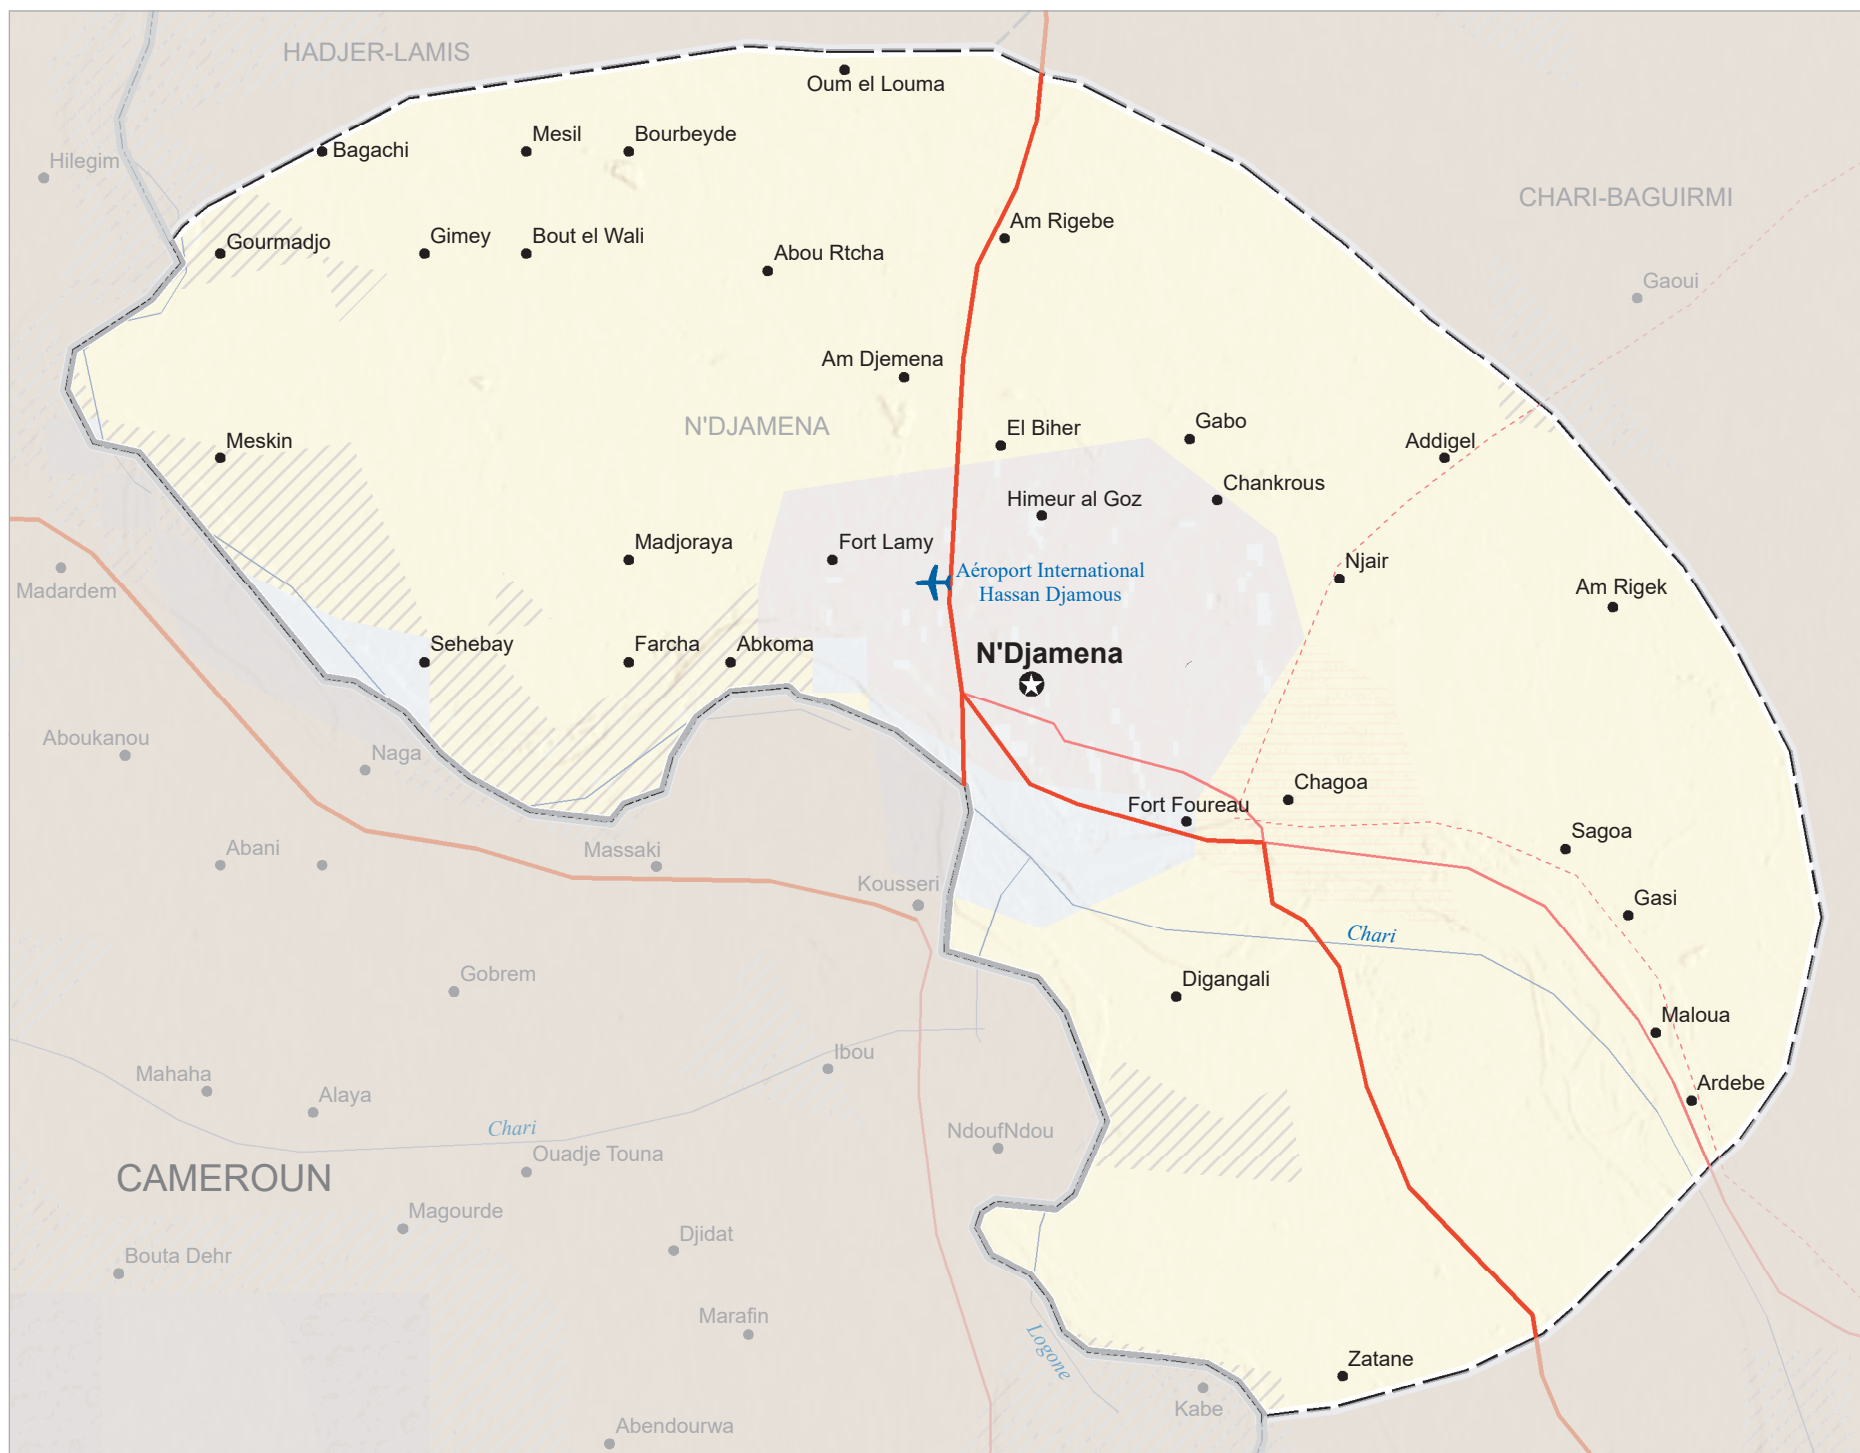 HADJER-LAMIS
Oum el Louma
Mesil
Bourbeyde
Bagachi
Hilegim
CHARI-BAGUIRMI
Am Rigebe
Gourmadjo
Gimey
Bout el Wali
Abou Rtcha
Gaoui
Am Djemena
N'DJAMENA
El Biher
Gabo
Addigel
Meskin
Chankrous
Himeur al Goz
Madjoraya
Fort Lamy
Njair
Aéroport International
Hassan Djamous
Am Rigek
Madardem
Sehebay
Farcha
Abkoma
N'Djamena
Aboukanou
Naga
Chagoa
Fort Foureau
Sagoa
Abani
Massaki
Kousseri
Gasi
Chari
Gobrem
Digangali
Maloua
Ibou
Mahaha
Alaya
Ardebe
Chari
NdoufNdou
Ouadje Touna
CAMEROUN
Magourde
Djidat
Bouta Dehr
Marafin
Logone
Zatane
Kabe
Abendourwa